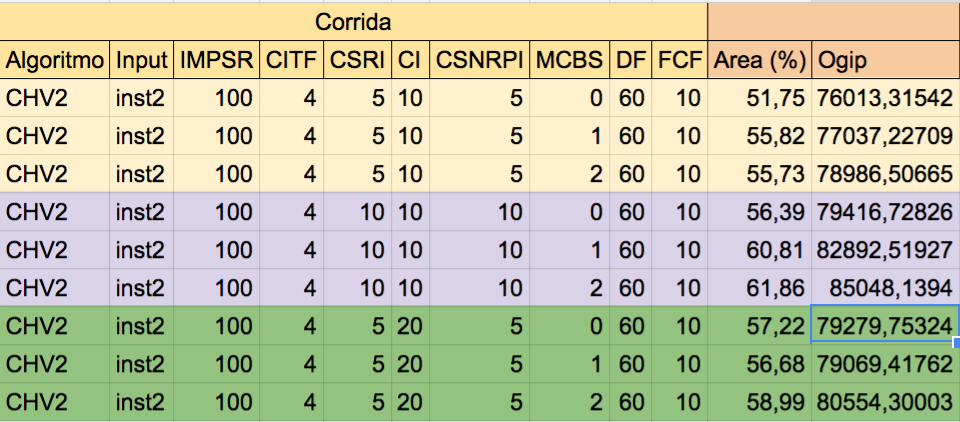 Corrida
Algoritmo Input IMPSR CITF CSRI CI CSNRPI MCBS DF FCF Area (%) Ogip
CHV2 inst2 100 4 5 10 5 0 60 10 51,75 76013,31542
CHV2 inst2 100 4 5 10 5 1 60 10 55,82 77037,22709
CHV2 inst2 100 4 5 10 5 2 60 10 55,73 78986,50665
CHV2 inst2 100 4 10 10 10 0 60 10 56,39 79416,72826
CHV2 inst2 100 4 10 10 10 1 60 10 60,81 82892,51927
CHV2 inst2 100 4 10 10 10 2 60 10 61,86 85048,1394
CHV2 inst2 100 4 5 20 5 0 60 10 57,22 79279,75324
CHV2 inst2 100 4 5 20 5 1 60 10 56,68 79069,41762
CHV2 inst2 100 4 5 20 5 2 60 10 58,99 80554,30003